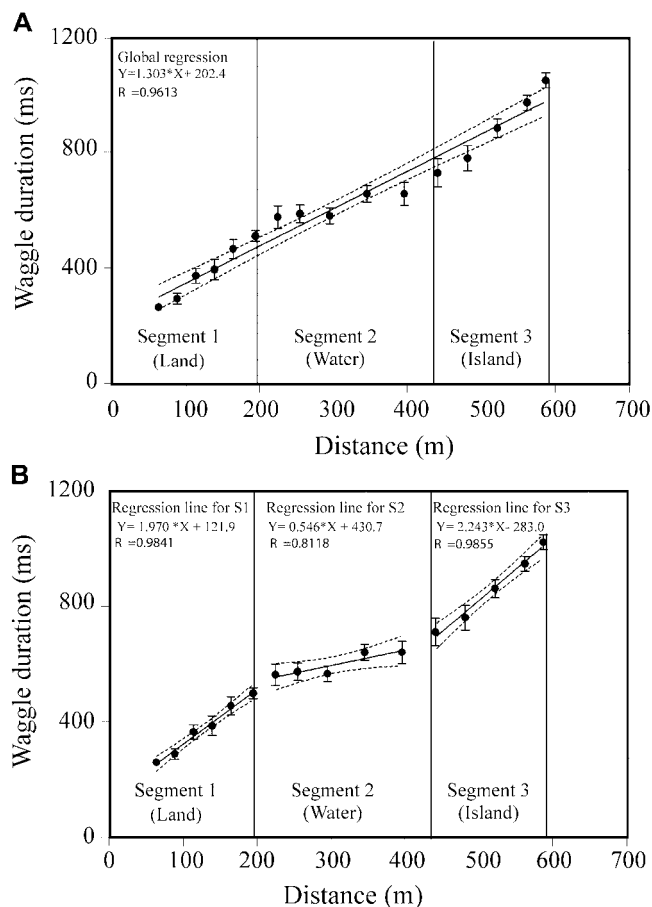 A
1200
800
400
0
Waggle duration (ms)
Global regression
Y=1.303*X+ 202.4
R =0.9613
Segment 1
(Land)
Segment 2
(Water)
Segment 3
(Island)
0 100 200 300 400 500 600 700
Distance (m)
B
1200
800
400
0
Waggle duration (ms)
Regression line for S1
Y= 1.970 *X + 121.9
R =0.9841
Regression line for S2
Y= 0.546*X + 430.7
R =0.8118
Regression line for S3
Y= 2.243*X- 283.0
R =0.9855
Segment 1
(Land)
Segment 2
(Water)
Segment 3
(Island)
0 100 200 300 400 500 600 700
Distance (m)